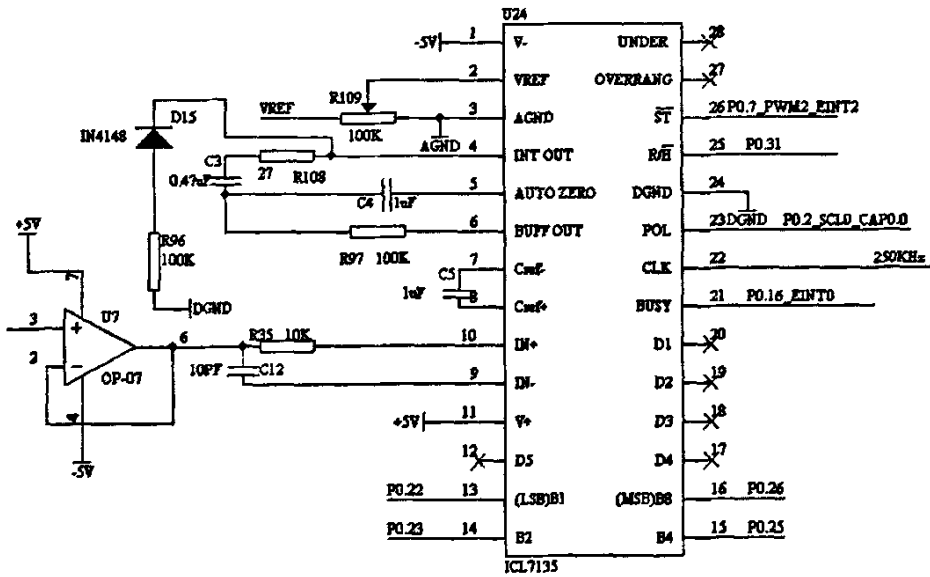 U24
-5V 1 V- UNDER 28
2 VREF OVERRANG 27
VREF R109 100K 3 AGND ST 26 P0.7_PWM2_EINT2
AGND
IN4148 D15
4 INT OUT R/H 25 P0.31
C3 0.47uF 27 R108
5 AUTO ZERO DGND 24
C4 1uF
DGND
6 BUFF OUT POL 23 P0.2_SCL0_CAP0.0
R97 100K
+5V
R96 100K
7 Cref- CLK 22 250KHz
C5 1uF
8 Cref+ BUSY 21 P0.16_EINT0
DGND
7
U7
3 + 6 R35 10K 10 IN+ D1 20
2 - OP-07
10PF C12 9 IN- D2 19
4
-5V
+5V 11 V+ D3 18
12 D5 D4 17
P0.22 13 (LSB)B1 (MSB)B8 16 P0.26
P0.23 14 B2 B4 15 P0.25
ICL7135